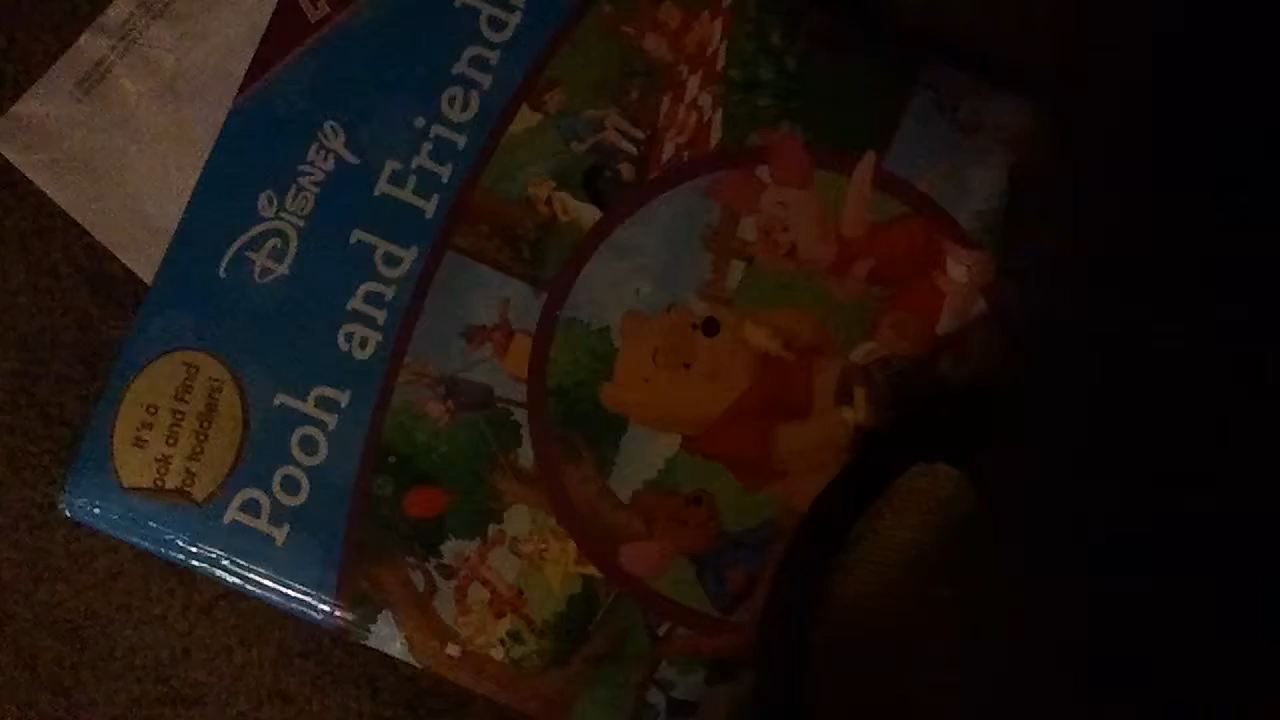 DISNEY
Pooh and Friends
It's a
ook and Find
for toddlers!